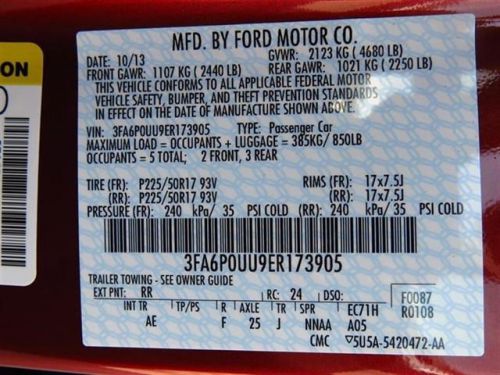 MFD. BY FORD MOTOR CO.
DATE: 10/13 GVWR: 2123 KG ( 4680 LB)
FRONT GAWR: 1107 KG ( 2440 LB) REAR GAWR: 1021 KG ( 2250 LB)
THIS VEHICLE CONFORMS TO ALL APPLICABLE FEDERAL MOTOR
VEHICLE SAFETY, BUMPER, AND THEFT PREVENTION STANDARDS
IN EFFECT ON THE DATE OF MANUFACTURE SHOWN ABOVE.
VIN: 3FA6P0UU9ER173905 TYPE: Passenger Car
MAXIMUM LOAD = OCCUPANTS + LUGGAGE = 385KG/ 850LB
OCCUPANTS = 5 TOTAL; 2 FRONT, 3 REAR
TIRE (FR): P225/50R17 93V RIMS (FR): 17x7.5J
(RR): P225/50R17 93V (RR): 17x7.5J
PRESSURE (FR): 240 kPa/ 35 PSI COLD (RR): 240 kPa/ 35 PSI COLD
3FA6P0UU9ER173905
TRAILER TOWING - SEE OWNER GUIDE
EXT PNT: RR RC: 24 DSO: F0087
WB INT TR TP/PS R AXLE TR SPR EC71H R0108
AE F 25 J NNAA A05
CMC ▽5U5A-5420472-AA
ON